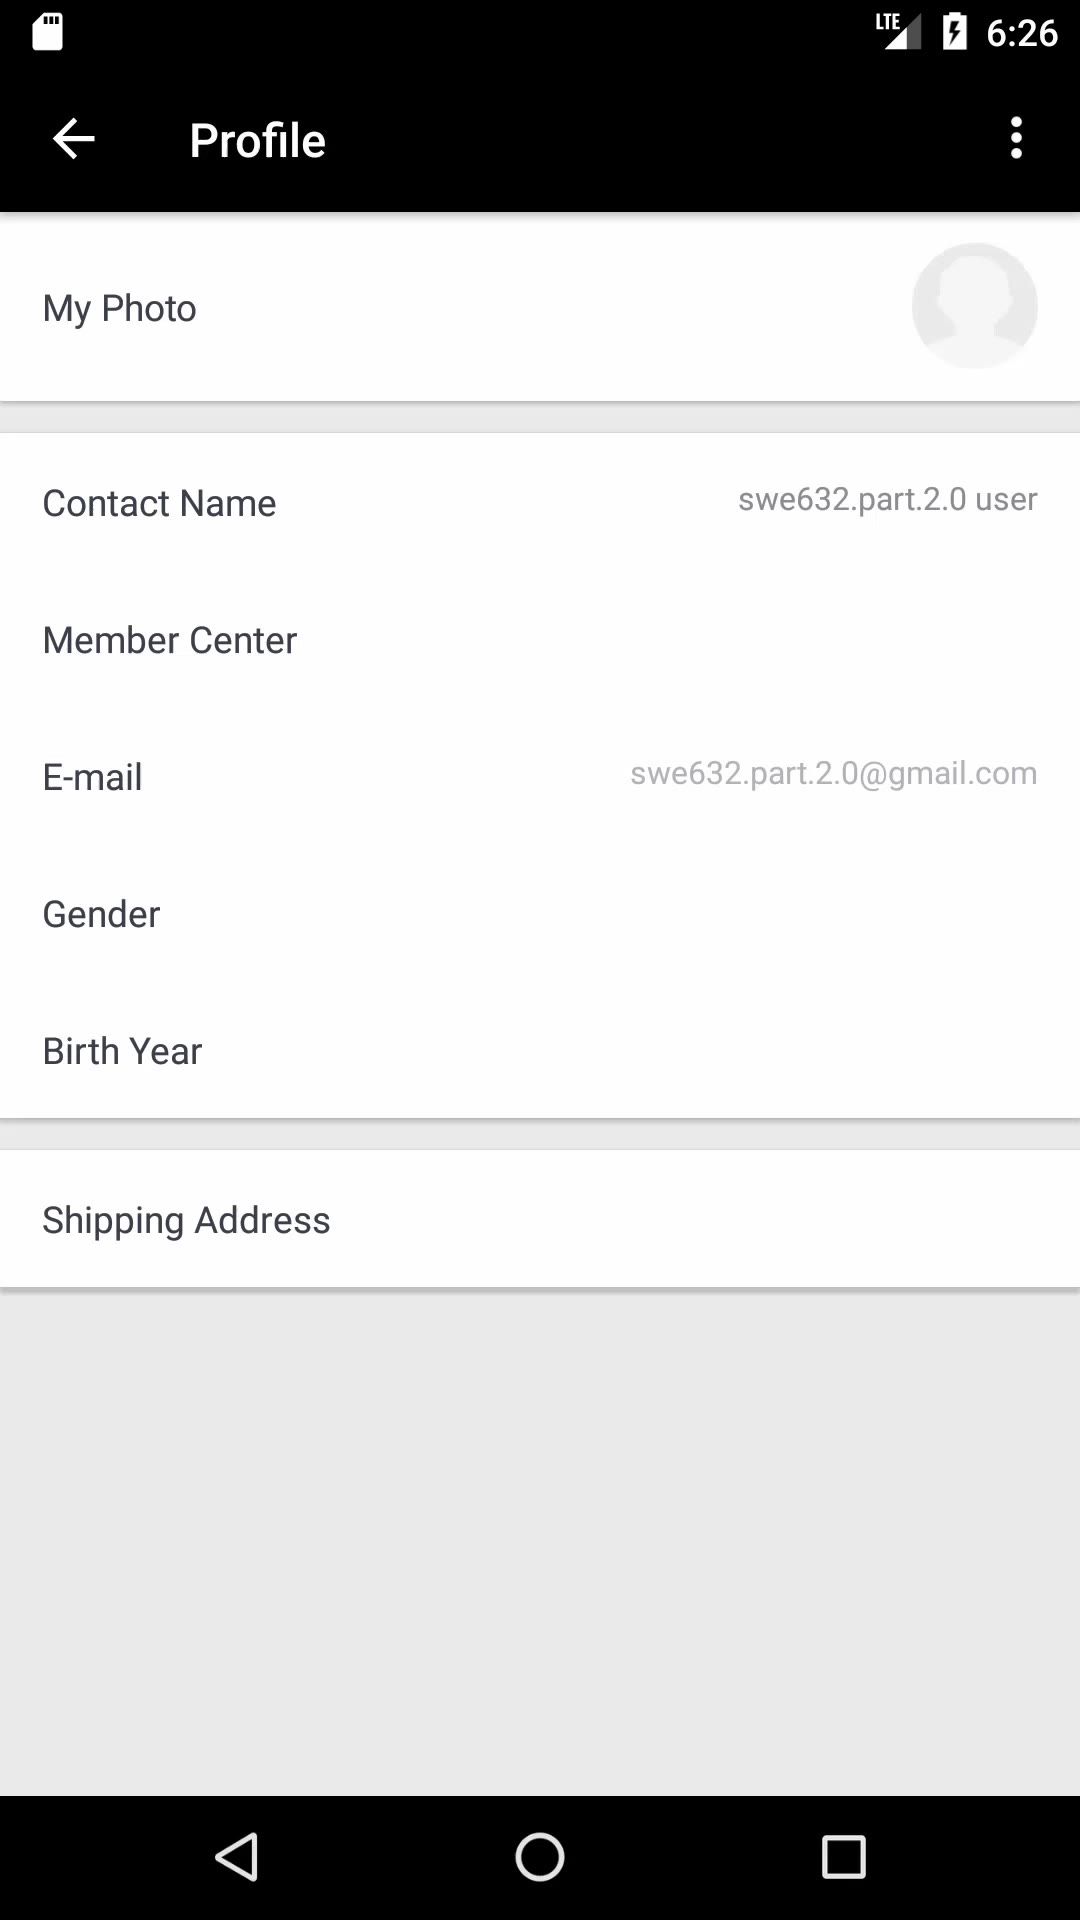 LTE 6:26
Profile
My Photo
Contact Name swe632.part.2.0 user
Member Center
E-mail swe632.part.2.0@gmail.com
Gender
Birth Year
Shipping Address